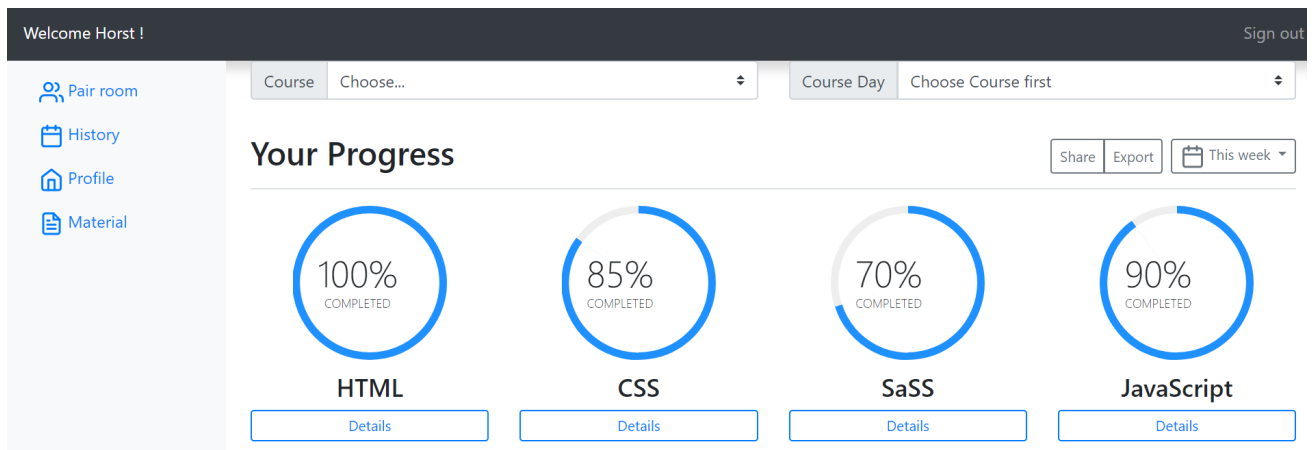 Welcome Horst !
Sign out
Pair room
History
Profile
Material
Course Choose...
Course Day Choose Course first
Your Progress
Share Export This week
100%
COMPLETED
HTML
Details
85%
COMPLETED
CSS
Details
70%
COMPLETED
SaSS
Details
90%
COMPLETED
JavaScript
Details